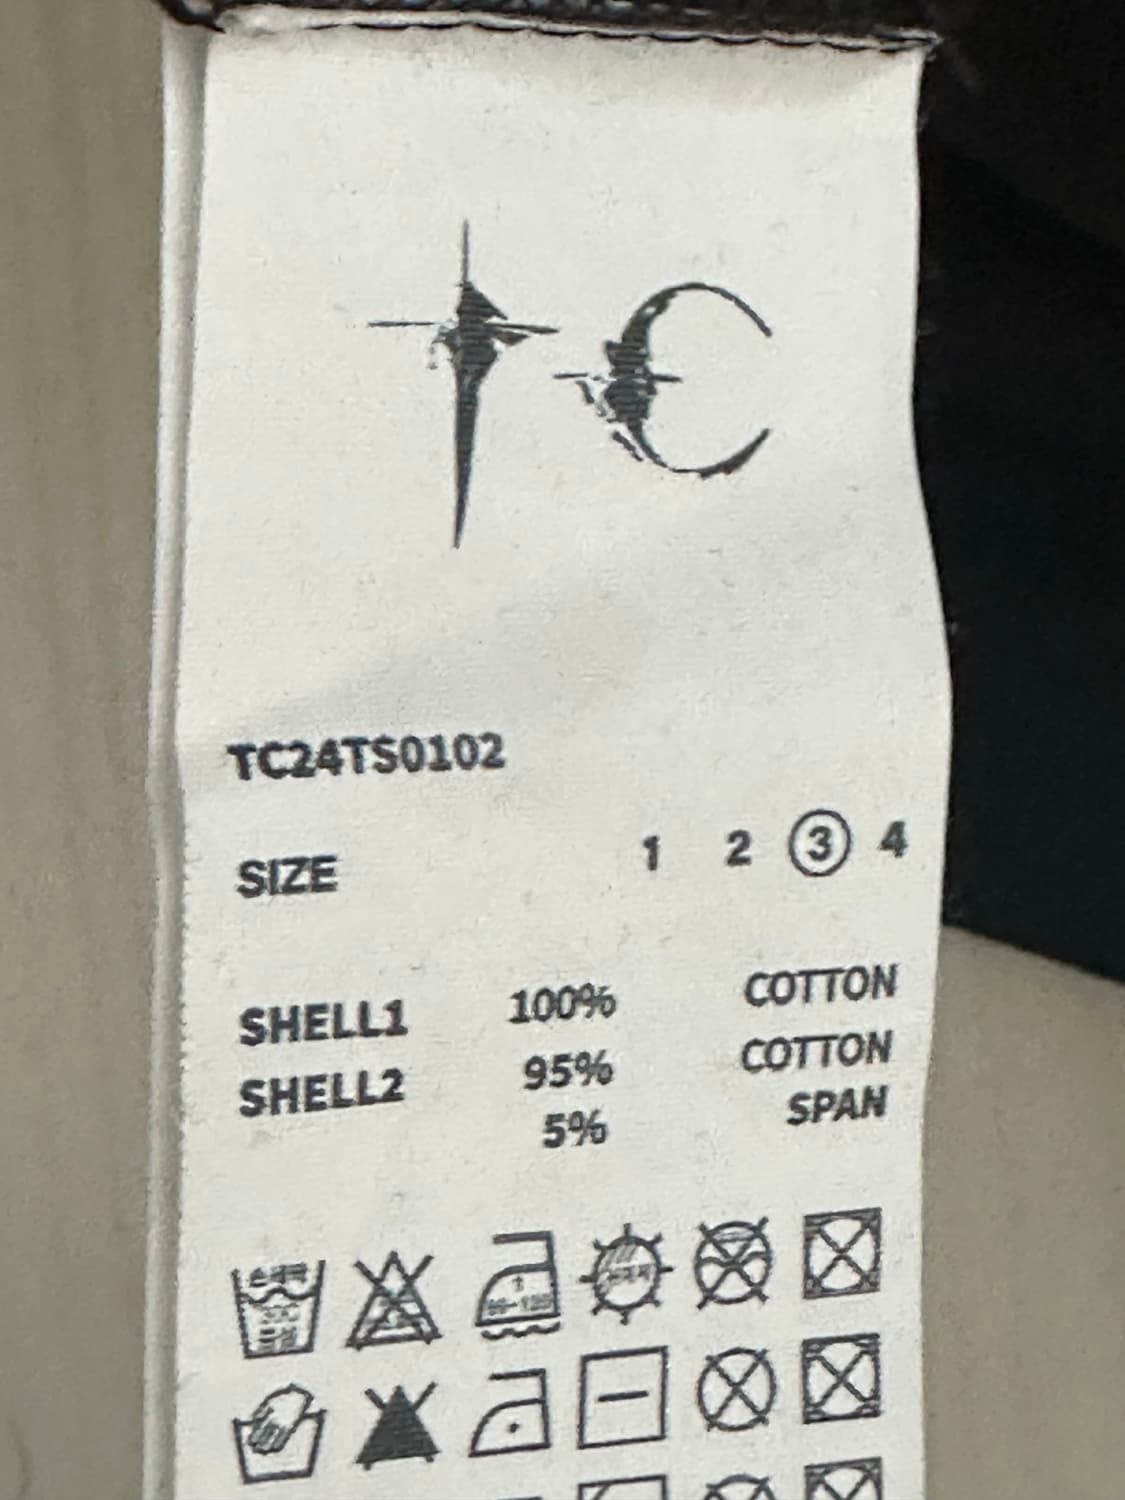 tC
TC24TS0102
SIZE 1 2 3 4
SHELL1 100% COTTON
SHELL2 95% COTTON
5% SPAN